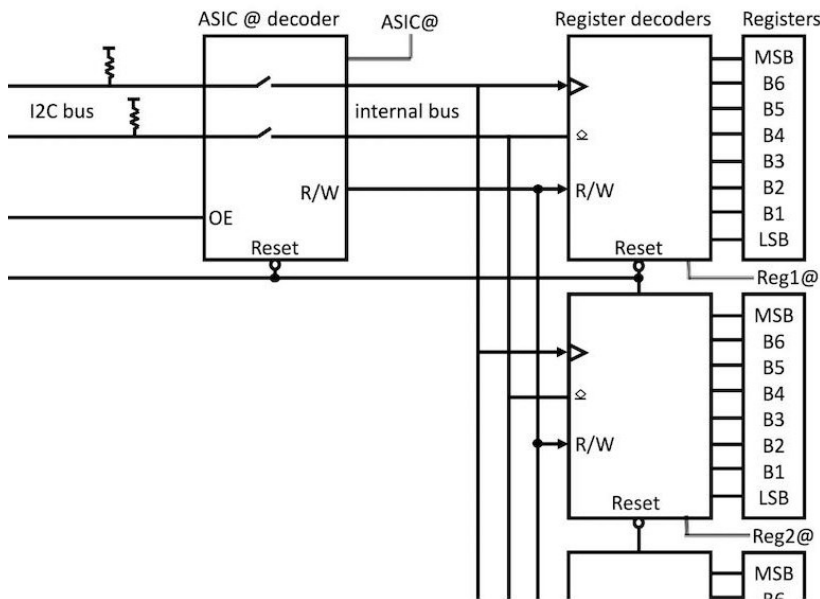 ASIC @ decoder
ASIC@
Register decoders
Registers
I2C bus
internal bus
R/W
OE
Reset
R/W
Reset
MSB
B6
B5
B4
B3
B2
B1
LSB
Reg1@
R/W
Reset
MSB
B6
B5
B4
B3
B2
B1
LSB
Reg2@
MSB
B6